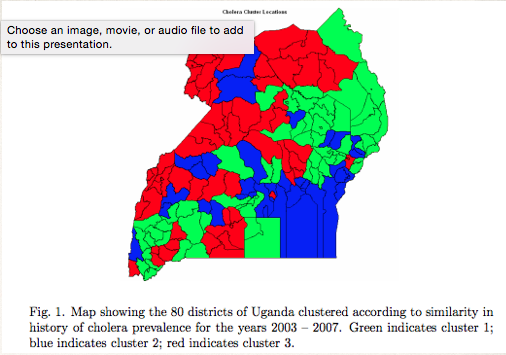 Cholera Cluster Locations
Choose an image, movie, or audio file to add
to this presentation.
Fig. 1. Map showing the 80 districts of Uganda clustered according to similarity in
history of cholera prevalence for the years 2003 – 2007. Green indicates cluster 1;
blue indicates cluster 2; red indicates cluster 3.